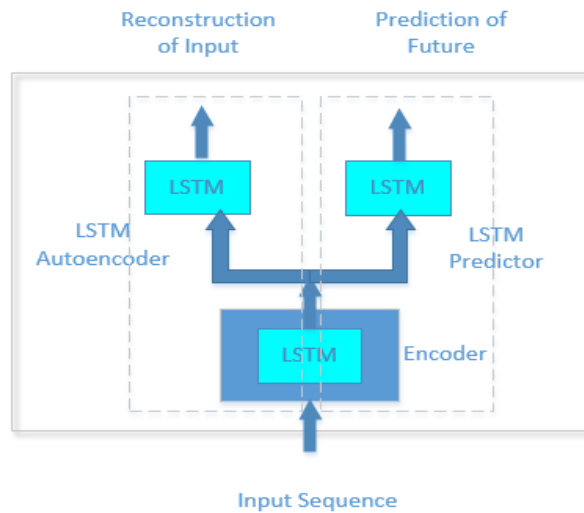 Reconstruction
of Input
Prediction of
Future
LSTM
LSTM
LSTM
Autoencoder
LSTM
Predictor
LSTM
Encoder
Input Sequence